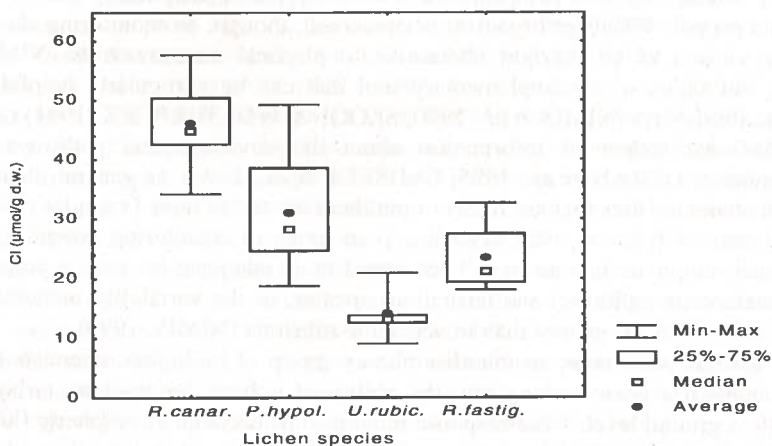 60
50
40
30
20
10
0
Cl (µmol/g d.w.)
R.canar. P.hypol. U.rubic. R.fastig.
Lichen species
Min-Max
25%-75%
Median
Average